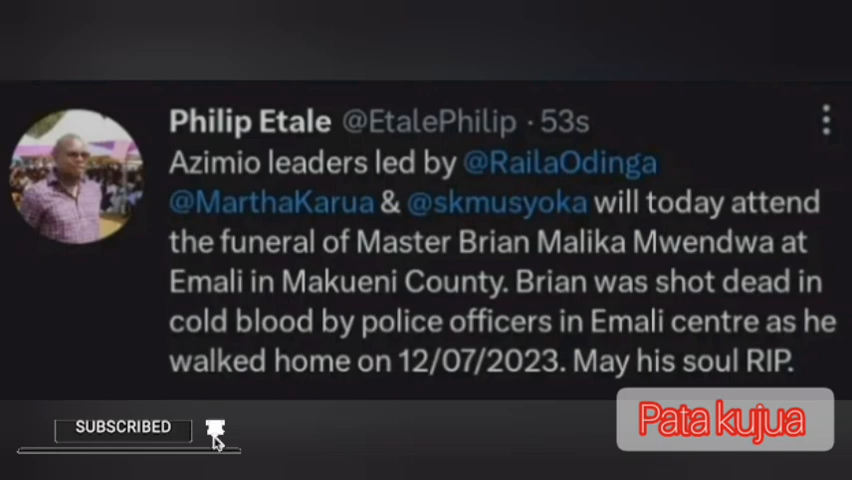 Philip Etale @EtalePhilip · 53s
Azimio leaders led by @RailaOdinga
@MarthaKarua & @skmusyoka will today attend
the funeral of Master Brian Malika Mwendwa at
Emali in Makueni County. Brian was shot dead in
cold blood by police officers in Emali centre as he
walked home on 12/07/2023. May his soul RIP.
SUBSCRIBED
Pata kujua